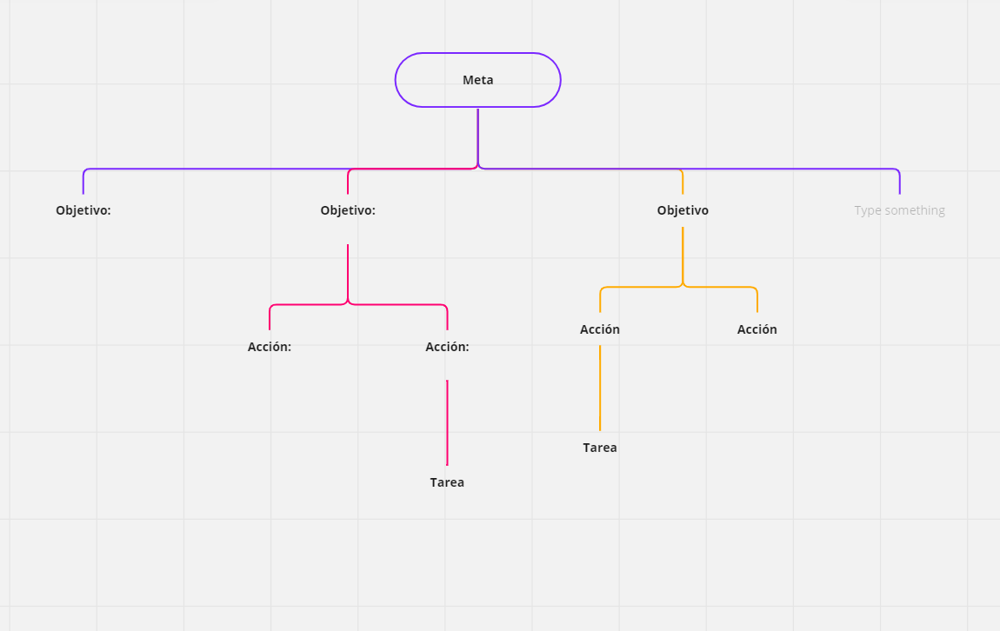 Meta
Objetivo:
Objetivo:
Objetivo
Type something
Acción:
Acción:
Acción
Acción
Tarea
Tarea